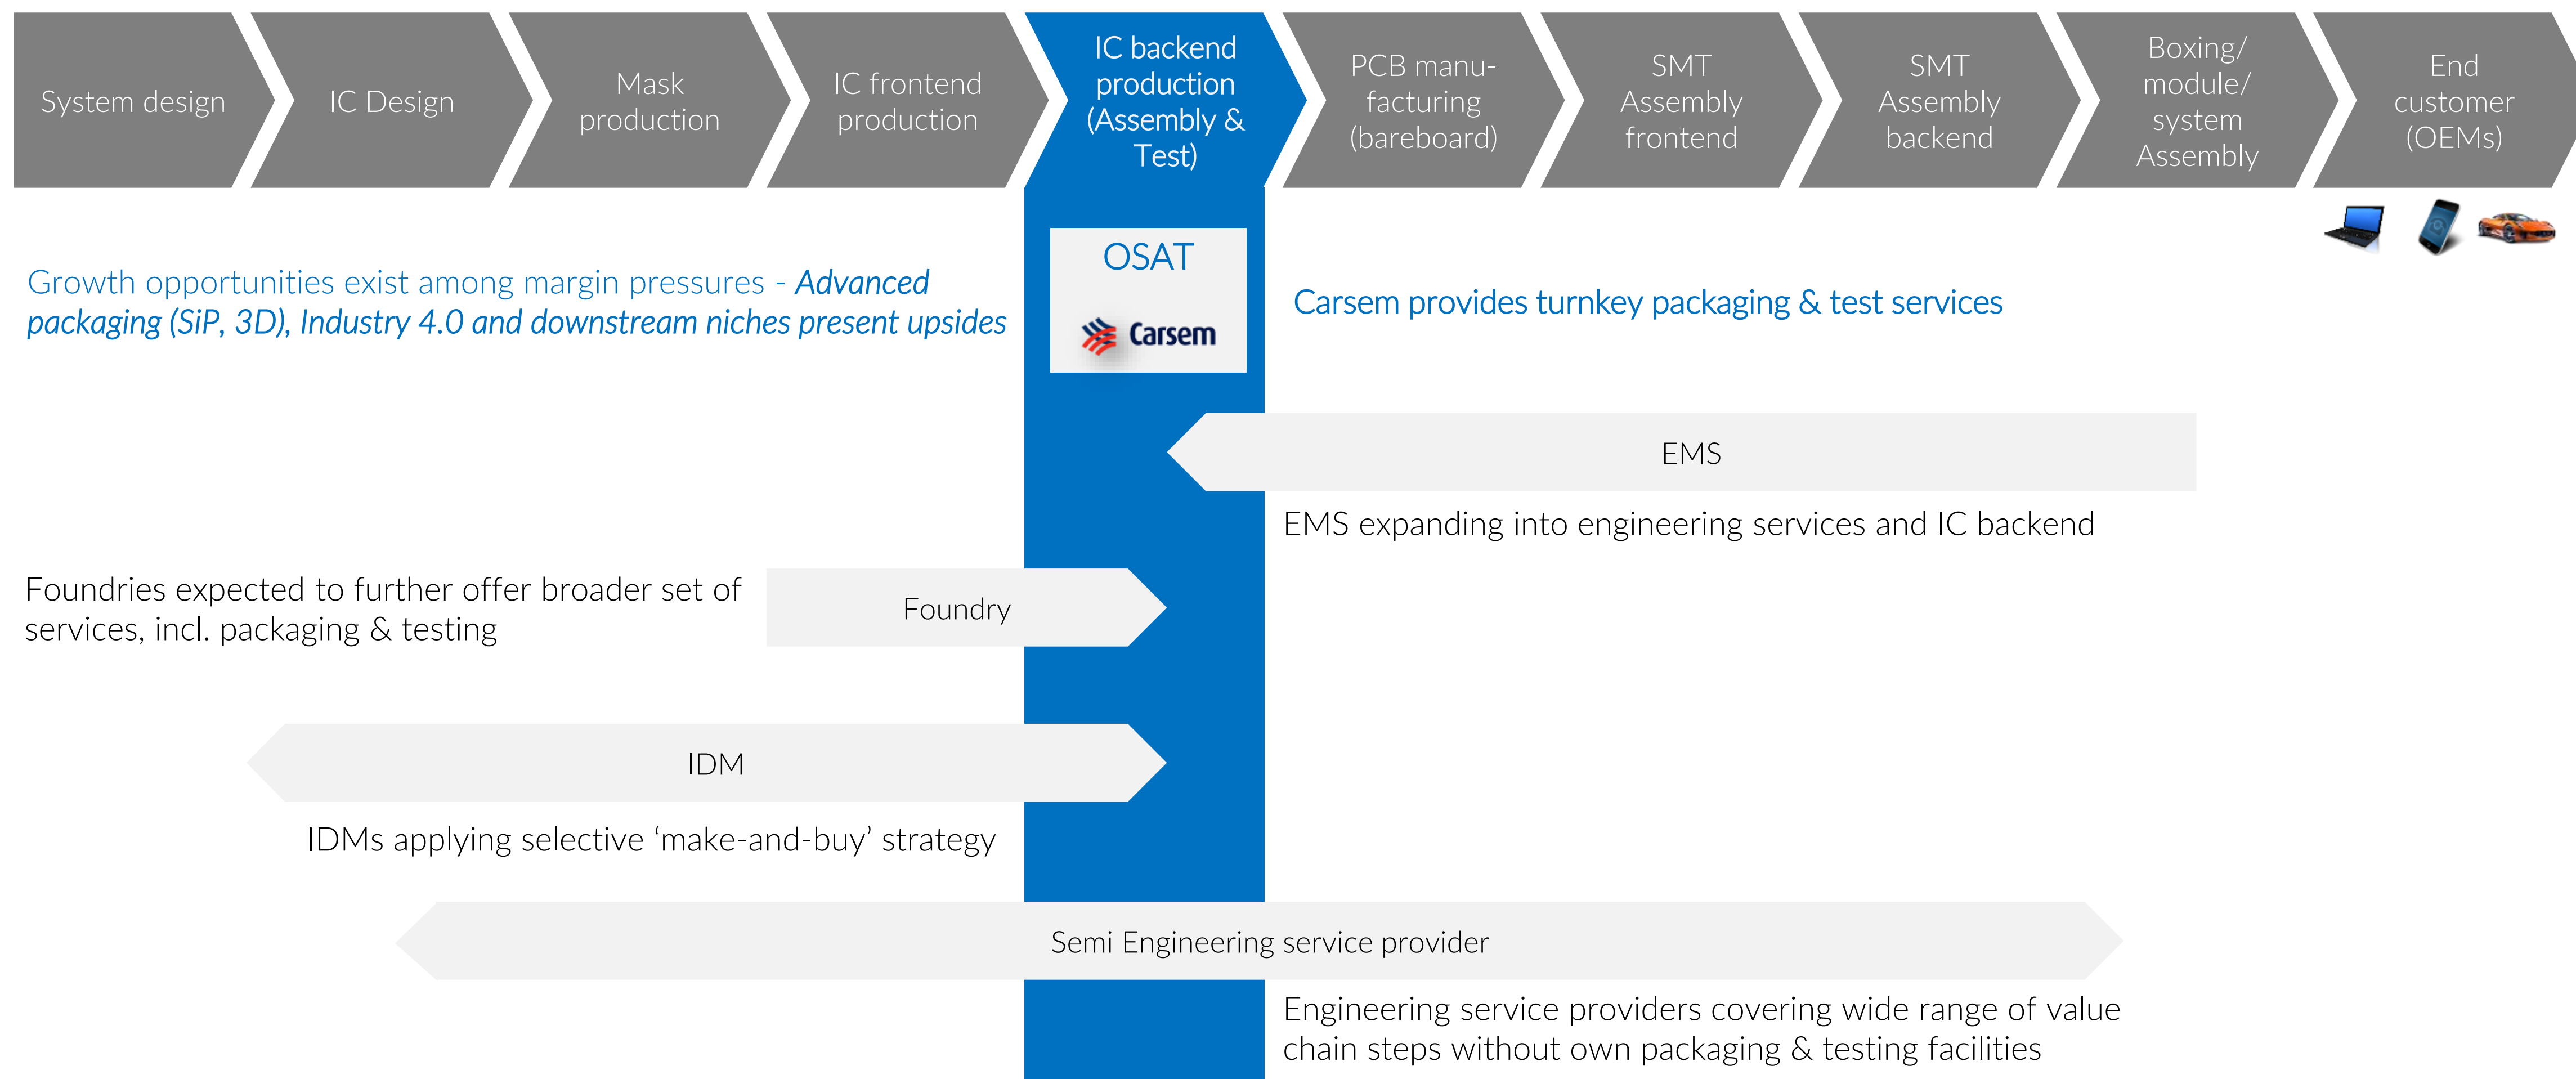 System design
IC Design
Mask
production
IC frontend
production
IC backend
production
(Assembly &
Test)
PCB manu-
facturing
(bareboard)
SMT
Assembly
frontend
SMT
Assembly
backend
Boxing/
module/
system
Assembly
End
customer
(OEMs)
Growth opportunities exist among margin pressures - Advanced
packaging (SiP, 3D), Industry 4.0 and downstream niches present upsides
OSAT
Carsem
Carsem provides turnkey packaging & test services
EMS
EMS expanding into engineering services and IC backend
Foundries expected to further offer broader set of
services, incl. packaging & testing
Foundry
IDM
IDMs applying selective ‘make-and-buy’ strategy
Semi Engineering service provider
Engineering service providers covering wide range of value
chain steps without own packaging & testing facilities